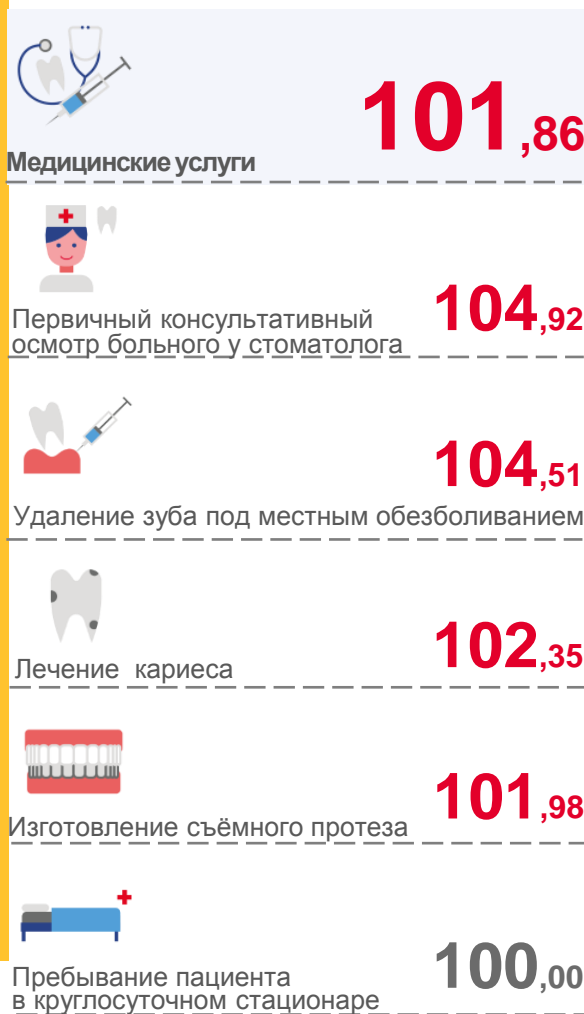 101,86
Медицинские услуги
104,92
Первичный консультативный
осмотр больного у стоматолога
104,51
Удаление зуба под местным обезболиванием
102,35
Лечение кариеса
101,98
Изготовление съёмного протеза
100,00
Пребывание пациента
в круглосуточном стационаре